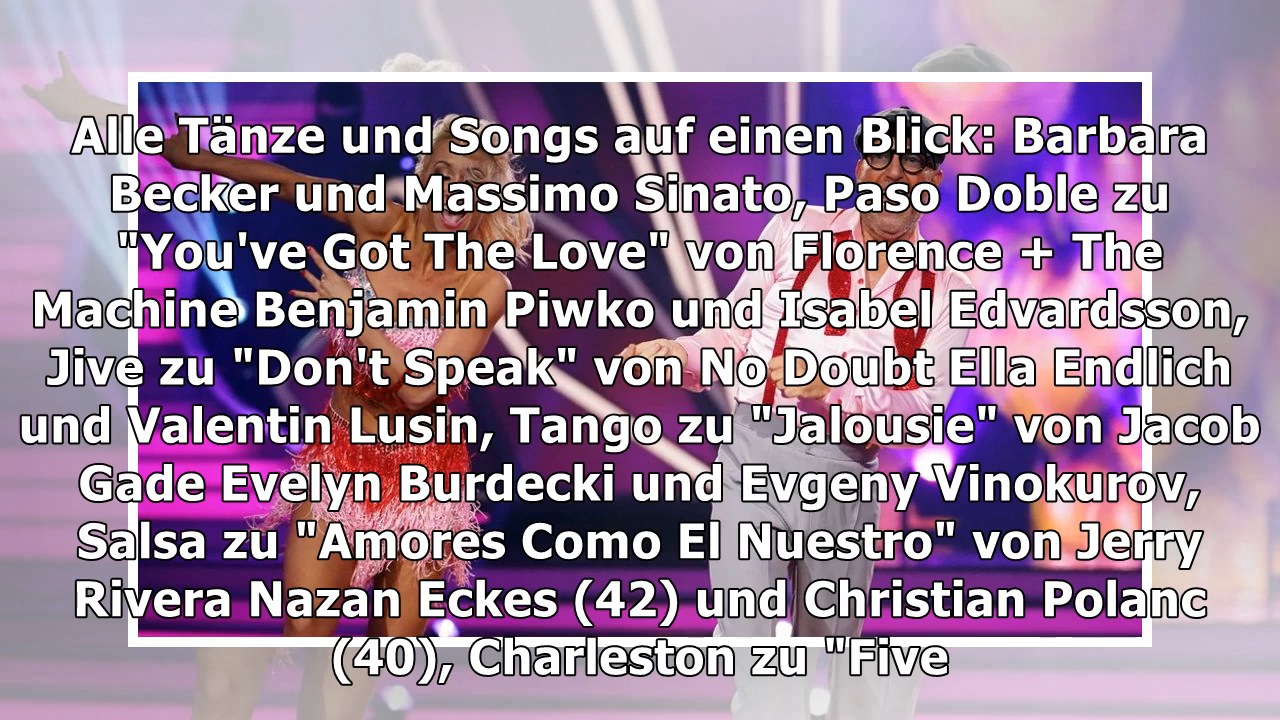 Alle Tänze und Songs auf einen Blick: Barbara
Becker und Massimo Sinato, Paso Doble zu
"You've Got The Love" von Florence + The
Machine Benjamin Piwko und Isabel Edvardsson,
Jive zu "Don't Speak" von No Doubt Ella Endlich
und Valentin Lusin, Tango zu "Jalousie" von Jacob
Gade Evelyn Burdecki und Evgeny Vinokurov,
Salsa zu "Amores Como El Nuestro" von Jerry
Rivera Nazan Eckes (42) und Christian Polanc
(40), Charleston zu "Five